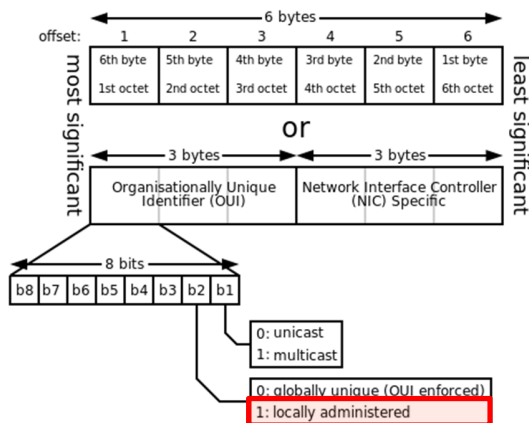 6 bytes
offset: 1 2 3 4 5 6
most significant
6th byte 5th byte 4th byte 3rd byte 2nd byte 1st byte
1st octet 2nd octet 3rd octet 4th octet 5th octet 6th octet
least significant
or
3 bytes 3 bytes
Organisationally Unique Network Interface Controller
Identifier (OUI) (NIC) Specific
8 bits
b8 b7 b6 b5 b4 b3 b2 b1
0: unicast
1: multicast
0: globally unique (OUI enforced)
1: locally administered